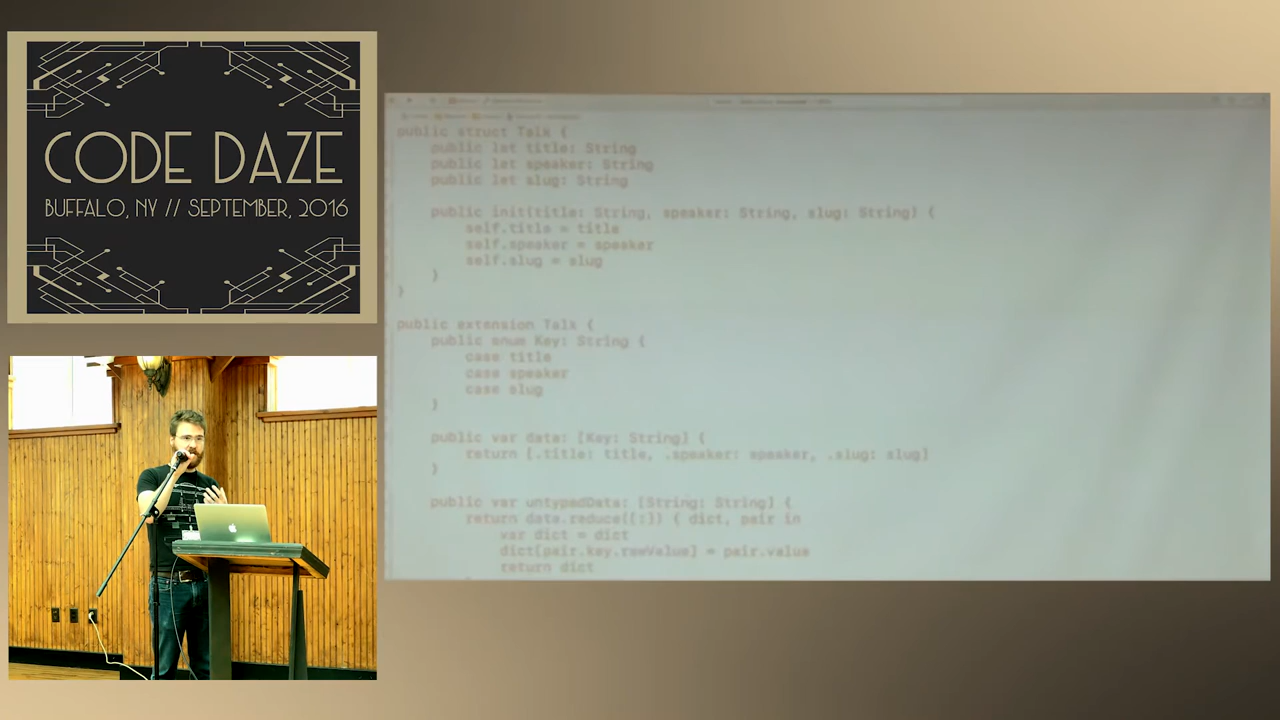 CODE DAZE
BUFFALO, NY // SEPTEMBER, 2016
public struct Talk {
public let title: String
public let speaker: String
public let slug: String
public init(title: String, speaker: String, slug: String) {
self.title = title
self.speaker = speaker
self.slug = slug
}
}
public extension Talk {
public enum Key: String {
case title
case speaker
case slug
}
public var data: [Key: String] {
return [.title: title, .speaker: speaker, .slug: slug]
}
public var untypedData: [String: String] {
return data.reduce([:]) { dict, pair in
var dict = dict
dict[pair.key.rawValue] = pair.value
return dict